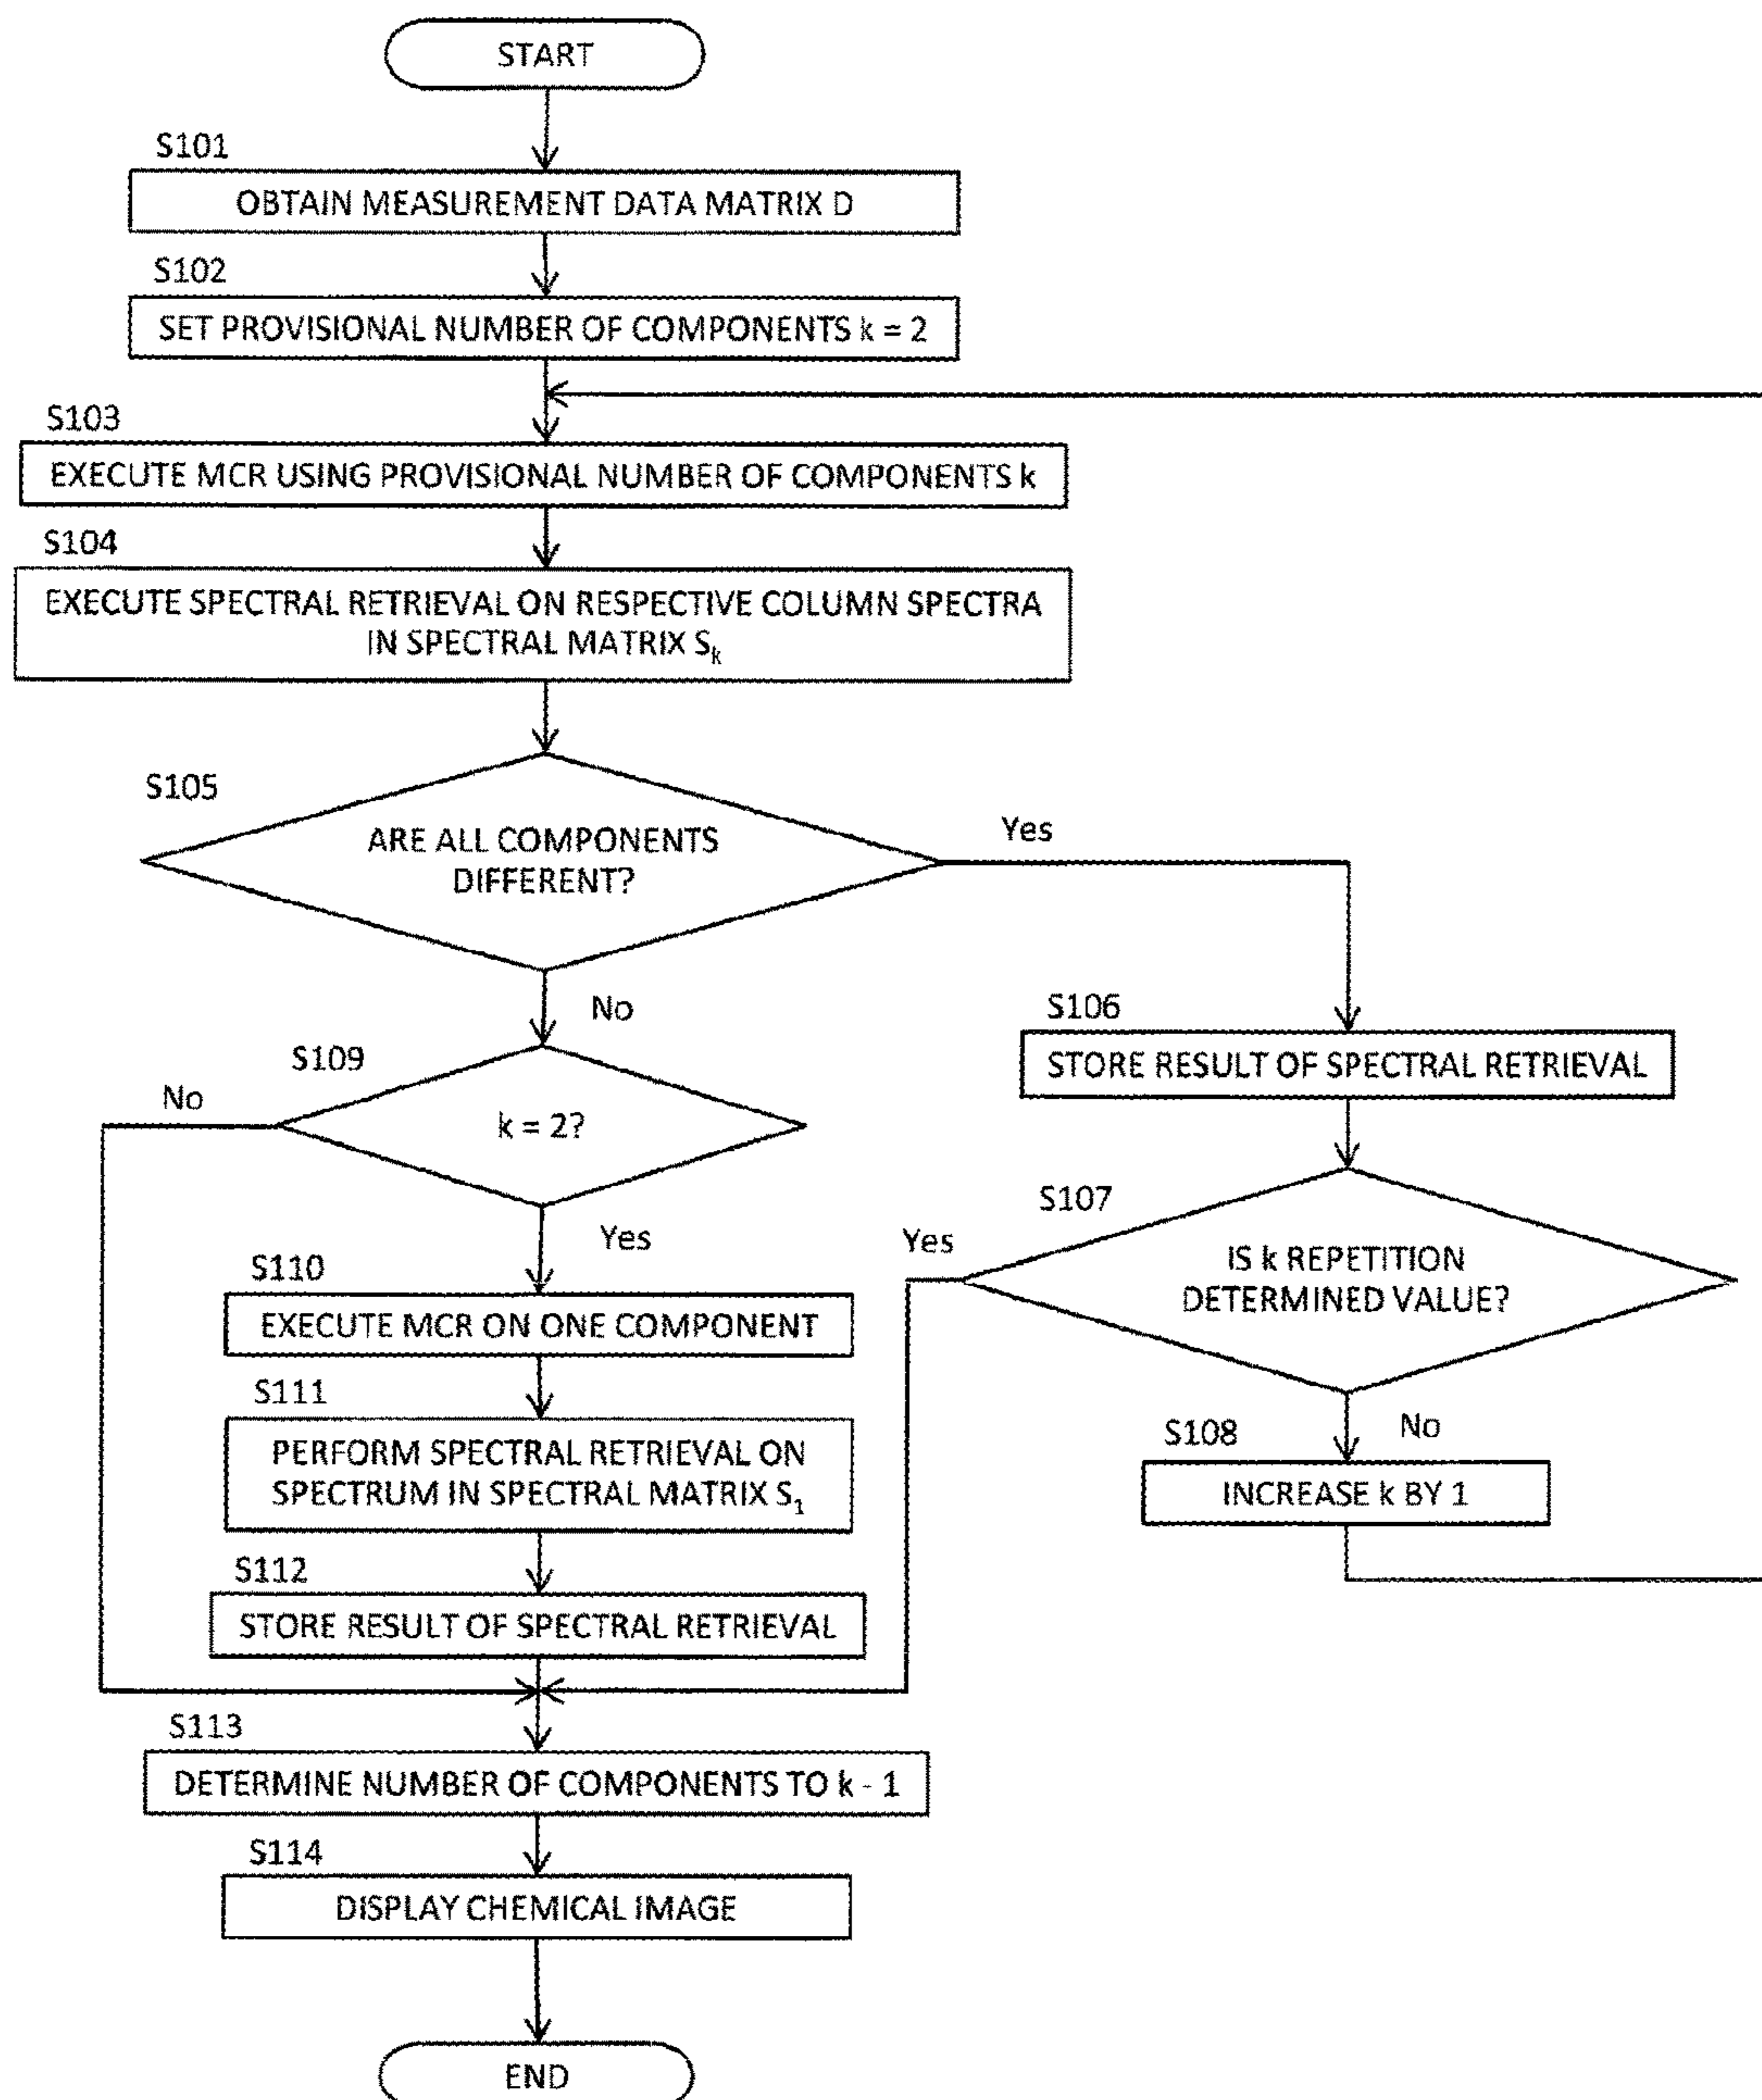 START
S101
OBTAIN MEASUREMENT DATA MATRIX D
S102
SET PROVISIONAL NUMBER OF COMPONENTS k = 2
S103
EXECUTE MCR USING PROVISIONAL NUMBER OF COMPONENTS k
S104
EXECUTE SPECTRAL RETRIEVAL ON RESPECTIVE COLUMN SPECTRA
IN SPECTRAL MATRIX Sk
S105
ARE ALL COMPONENTS
DIFFERENT?
Yes
No
S106
STORE RESULT OF SPECTRAL RETRIEVAL
S107
IS k REPETITION
DETERMINED VALUE?
Yes
No
S108
INCREASE k BY 1
S109
k = 2?
No
Yes
S110
EXECUTE MCR ON ONE COMPONENT
S111
PERFORM SPECTRAL RETRIEVAL ON
SPECTRUM IN SPECTRAL MATRIX S1
S112
STORE RESULT OF SPECTRAL RETRIEVAL
S113
DETERMINE NUMBER OF COMPONENTS TO k - 1
S114
DISPLAY CHEMICAL IMAGE
END